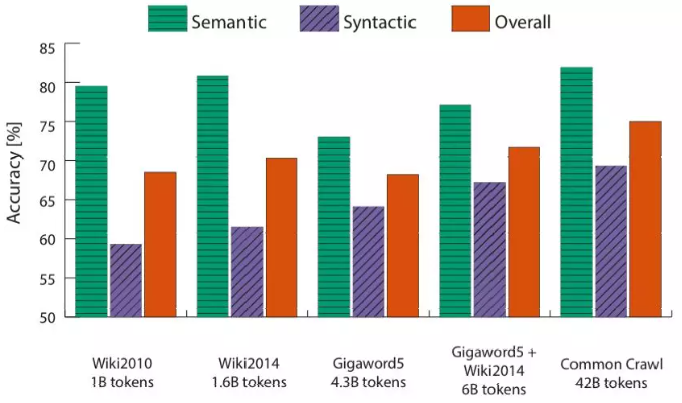 Semantic Syntactic Overall
Accuracy [%]
85
80
75
70
65
60
55
50
Wiki2010
1B tokens
Wiki2014
1.6B tokens
Gigaword5
4.3B tokens
Gigaword5 +
Wiki2014
6B tokens
Common Crawl
42B tokens